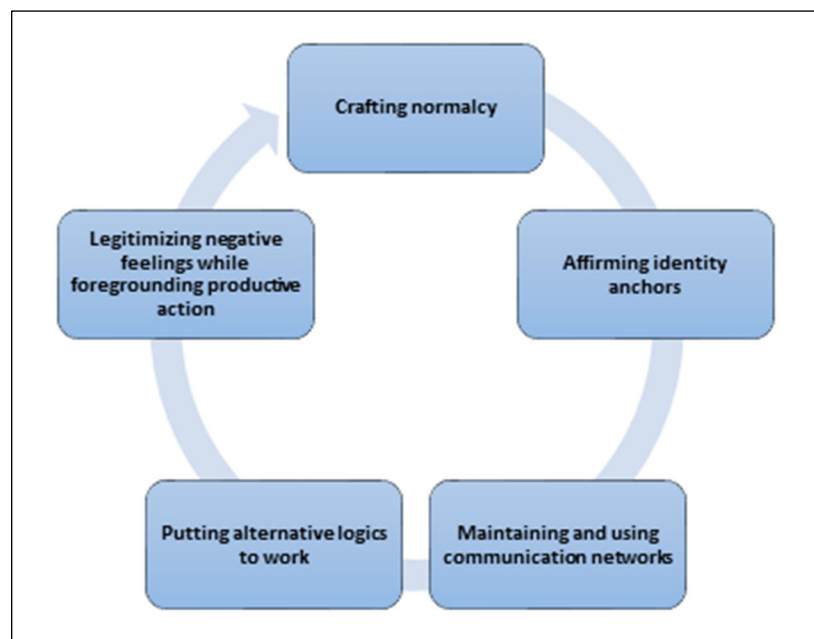 Crafting normalcy
Affirming identity
anchors
Maintaining and using
communication networks
Putting alternative logics
to work
Legitimizing negative
feelings while
foregrounding productive
action